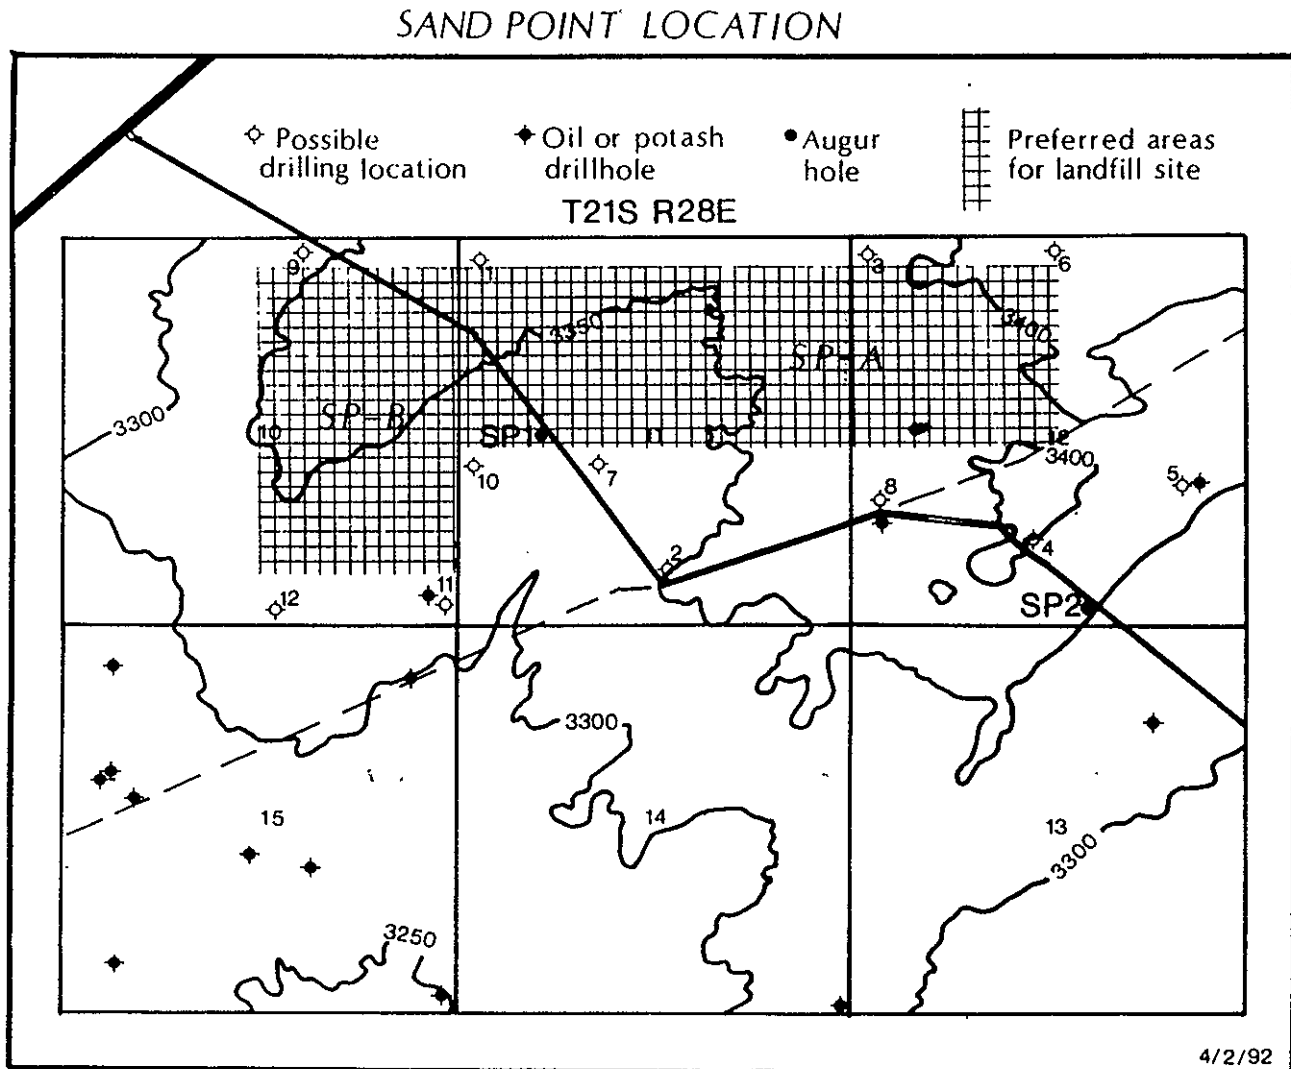 SAND POINT LOCATION
Possible drilling location
Oil or potash drillhole
Augur hole
Preferred areas for landfill site
T21S R28E
9
1
3
6
3350
3400
SP-A
3300
SP-B
10
SP1
11
12
3400
10
7
8
5
2
4
12
11
SP2
3300
15
14
13
3300
3250
4/2/92